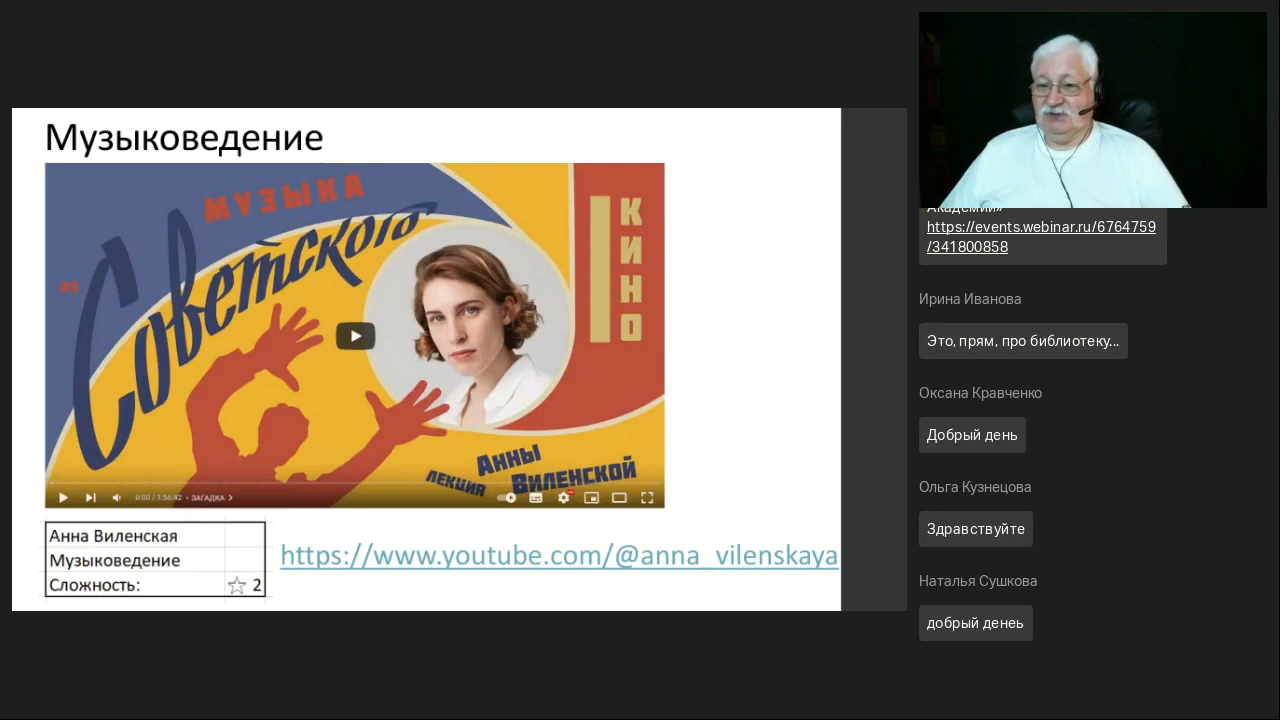 Музыковедение
МУЗЫКА
из Советского
КИНО
ЛЕКЦИЯ АННЫ ВИЛЕНСКОЙ
0:00 / 1:56:42 • ЗАГАДКА >
Анна Виленская
Музыковедение
Сложность: ☆ 2
https://www.youtube.com/@anna_vilenskaya
Академии»
https://events.webinar.ru/6764759
/341800858
Ирина Иванова
Это, прям, про библиотеку...
Оксана Кравченко
Добрый день
Ольга Кузнецова
Здравствуйте
Наталья Сушкова
добрый денеь